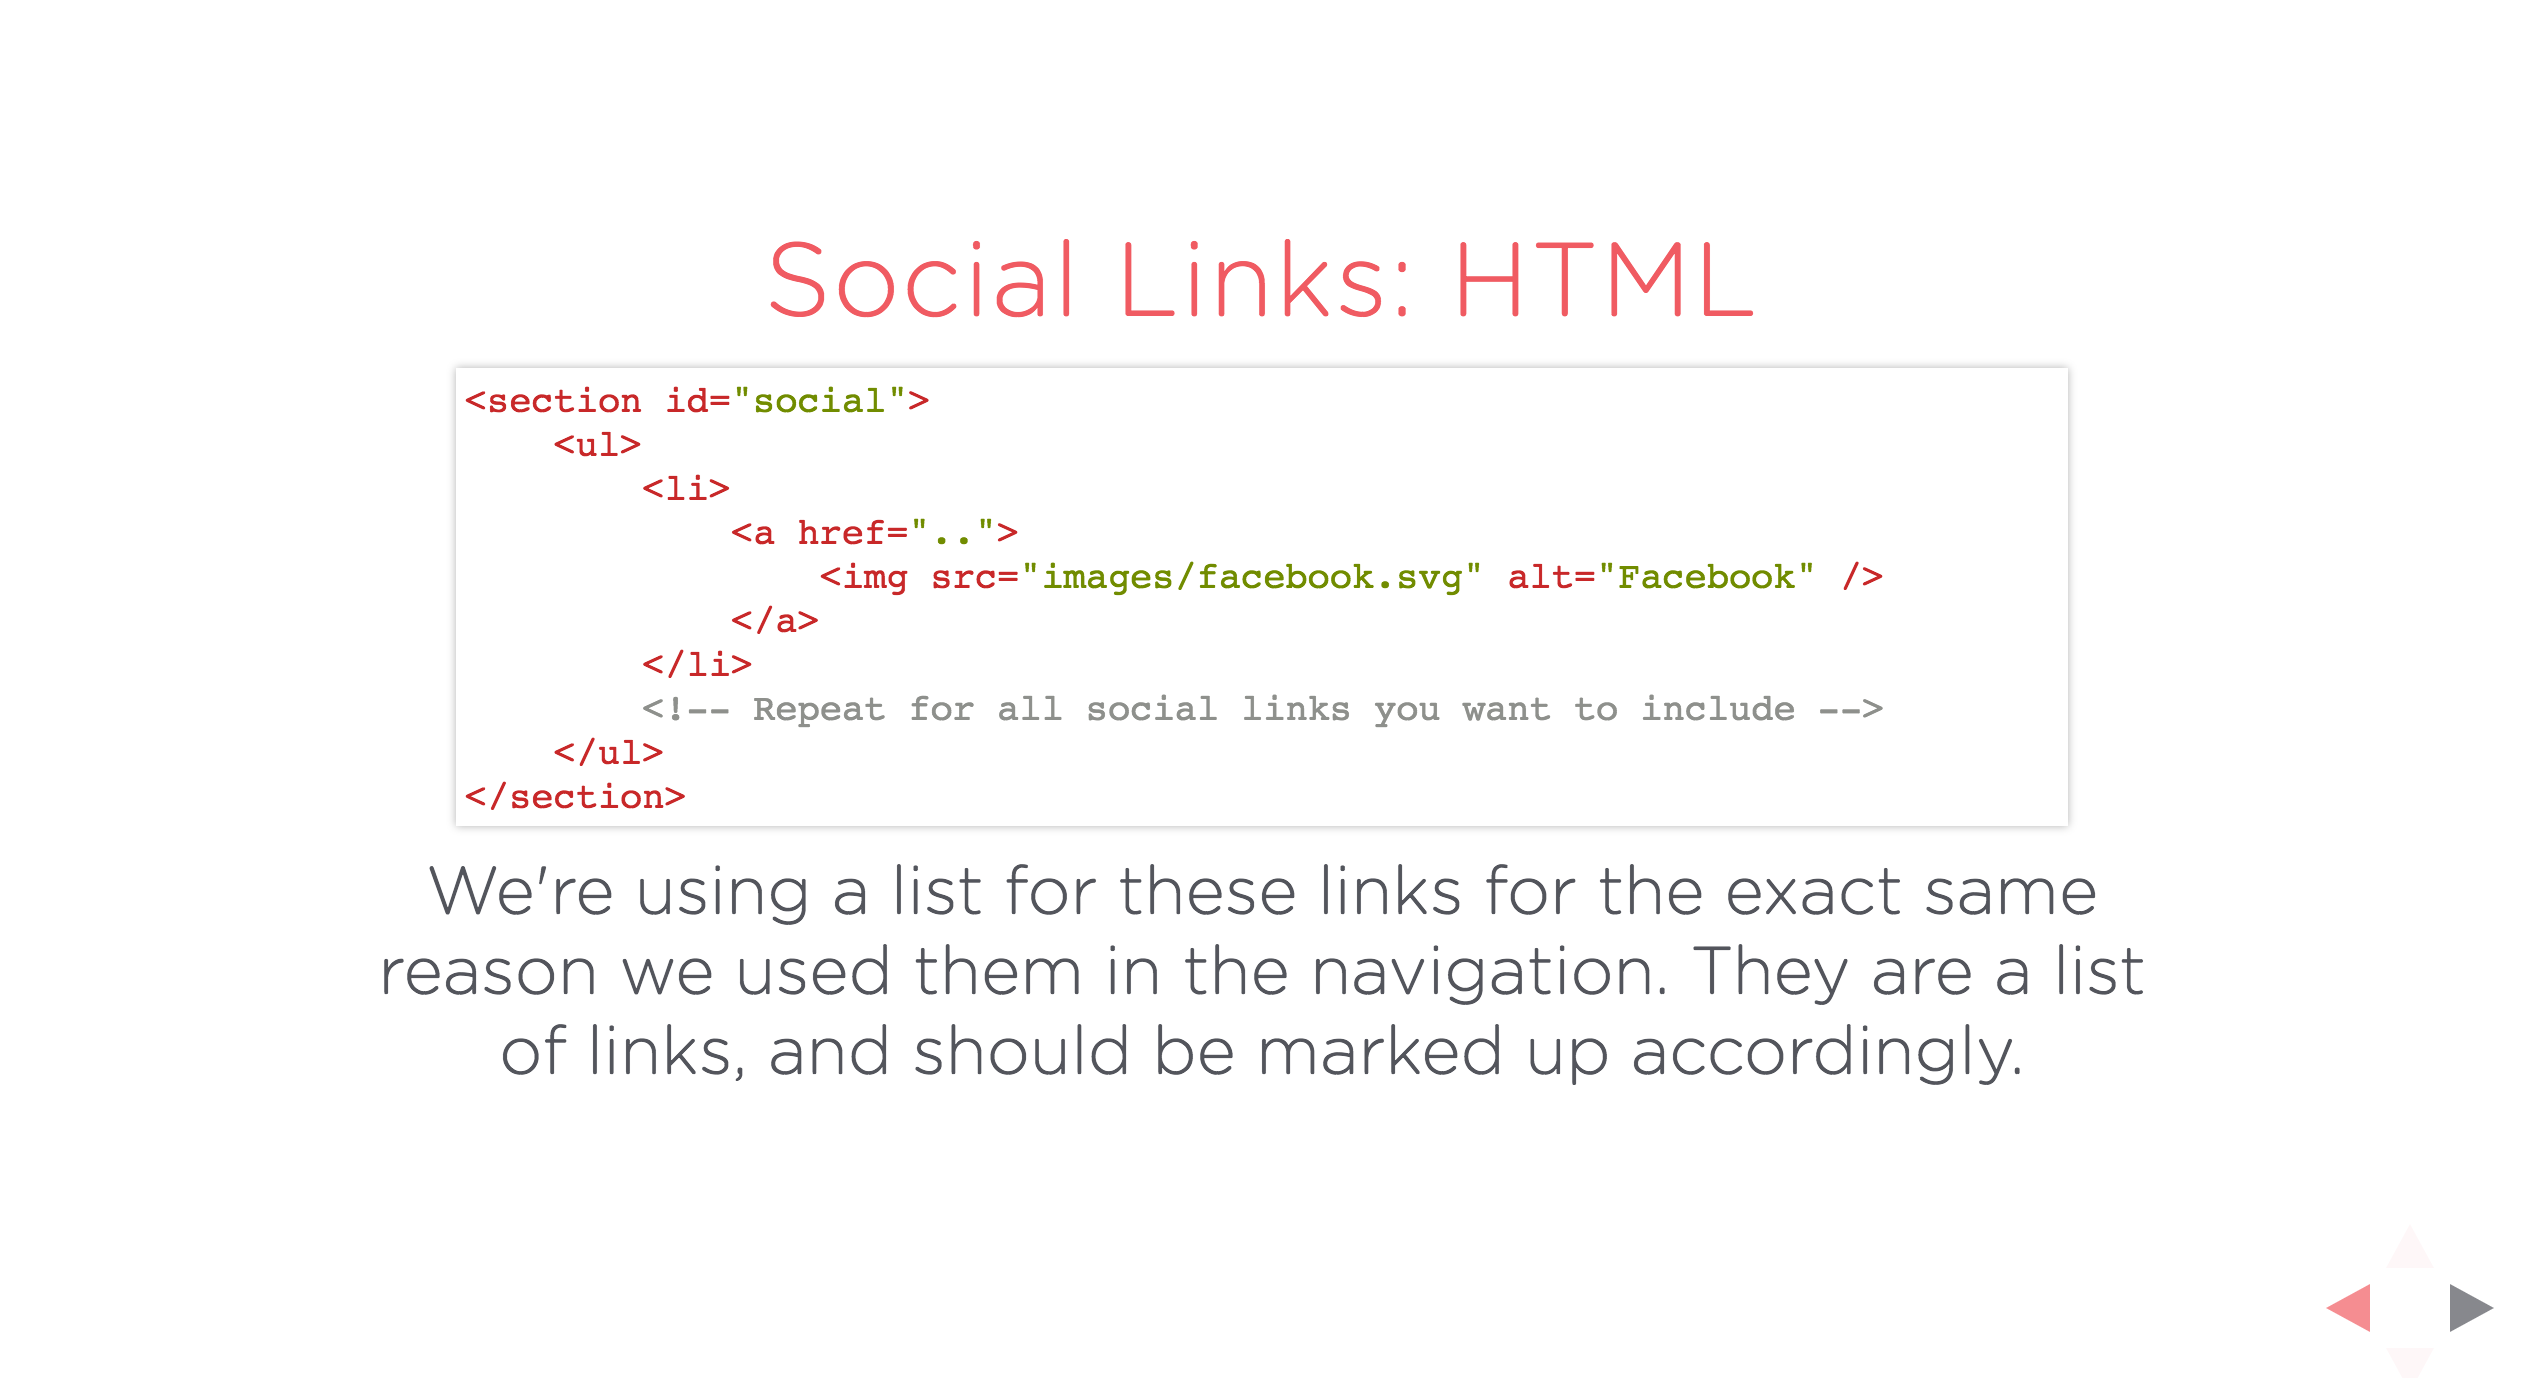 Social Links: HTML
<section id="social">
    <ul>
        <li>
            <a href="..">
                <img src="images/facebook.svg" alt="Facebook" />
            </a>
        </li>
        <!-- Repeat for all social links you want to include -->
    </ul>
</section>
We're using a list for these links for the exact same
reason we used them in the navigation. They are a list
of links, and should be marked up accordingly.